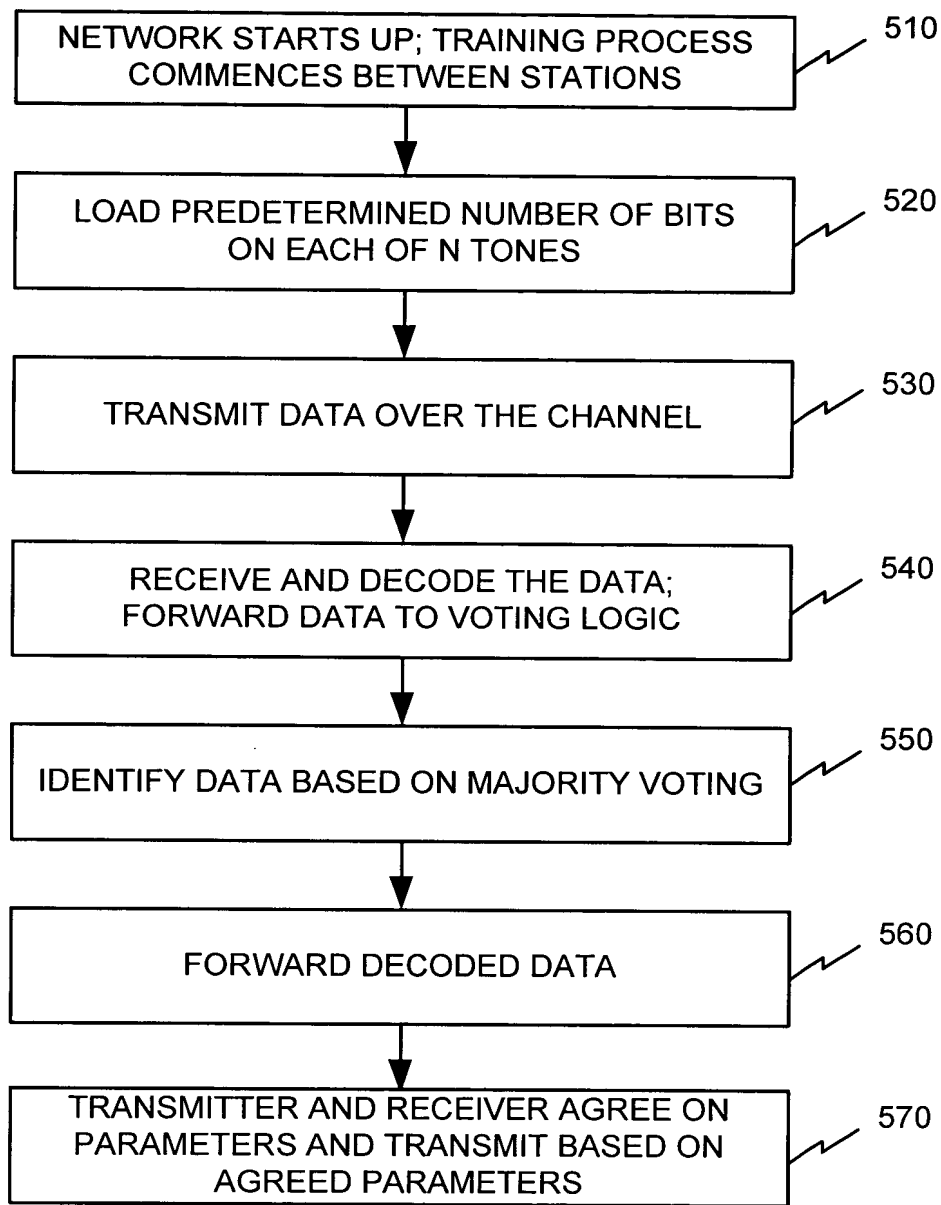 NETWORK STARTS UP; TRAINING PROCESS
COMMENCES BETWEEN STATIONS
510
LOAD PREDETERMINED NUMBER OF BITS
ON EACH OF N TONES
520
TRANSMIT DATA OVER THE CHANNEL
530
RECEIVE AND DECODE THE DATA;
FORWARD DATA TO VOTING LOGIC
540
IDENTIFY DATA BASED ON MAJORITY VOTING
550
FORWARD DECODED DATA
560
TRANSMITTER AND RECEIVER AGREE ON
PARAMETERS AND TRANSMIT BASED ON
AGREED PARAMETERS
570